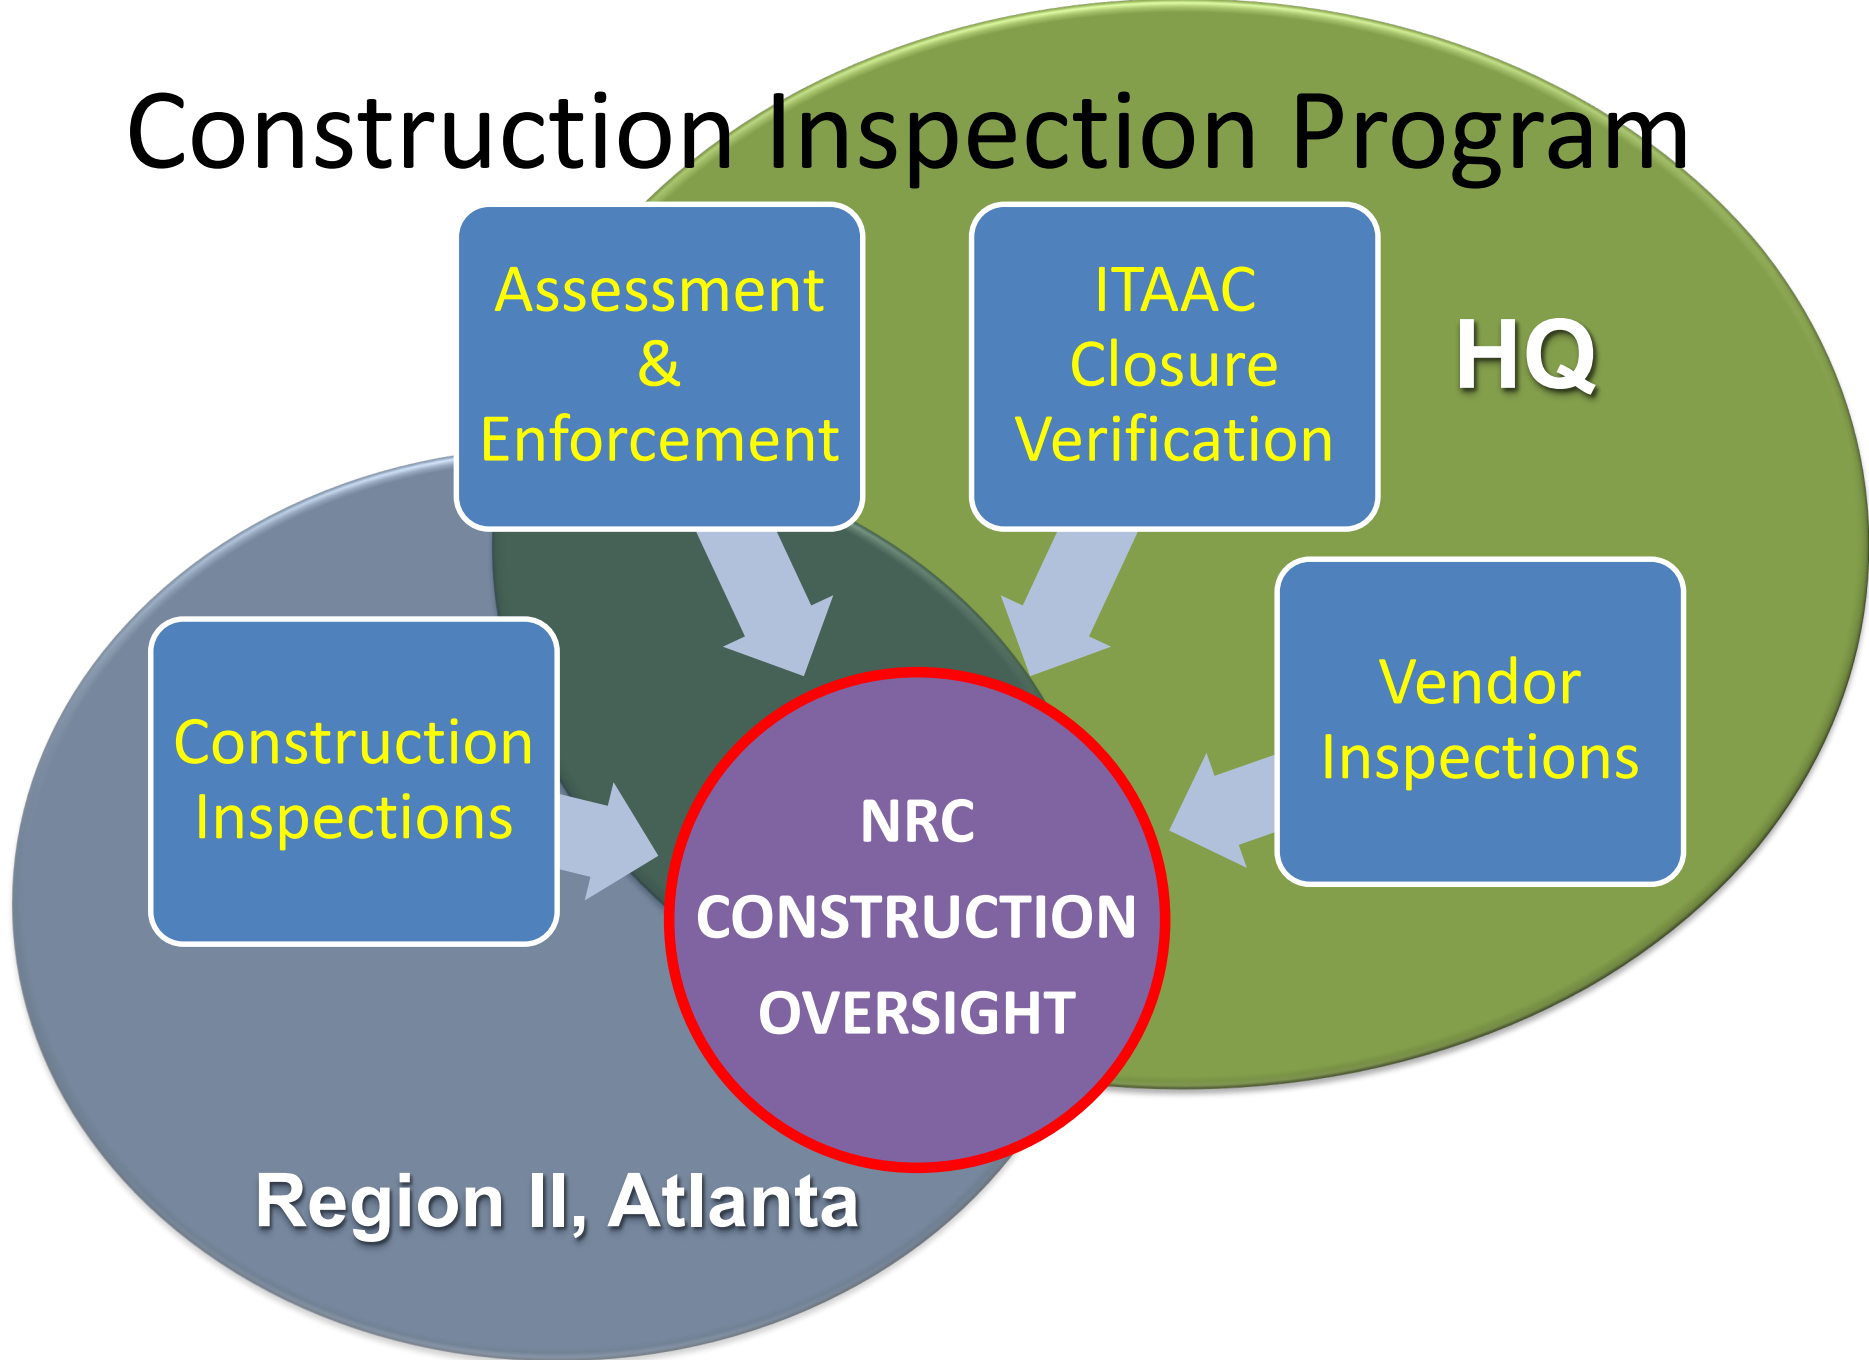 Construction Inspection Program
Assessment
&
Enforcement
ITAAC
Closure
Verification
HQ
Construction
Inspections
Vendor
Inspections
NRC
CONSTRUCTION
OVERSIGHT
Region II, Atlanta